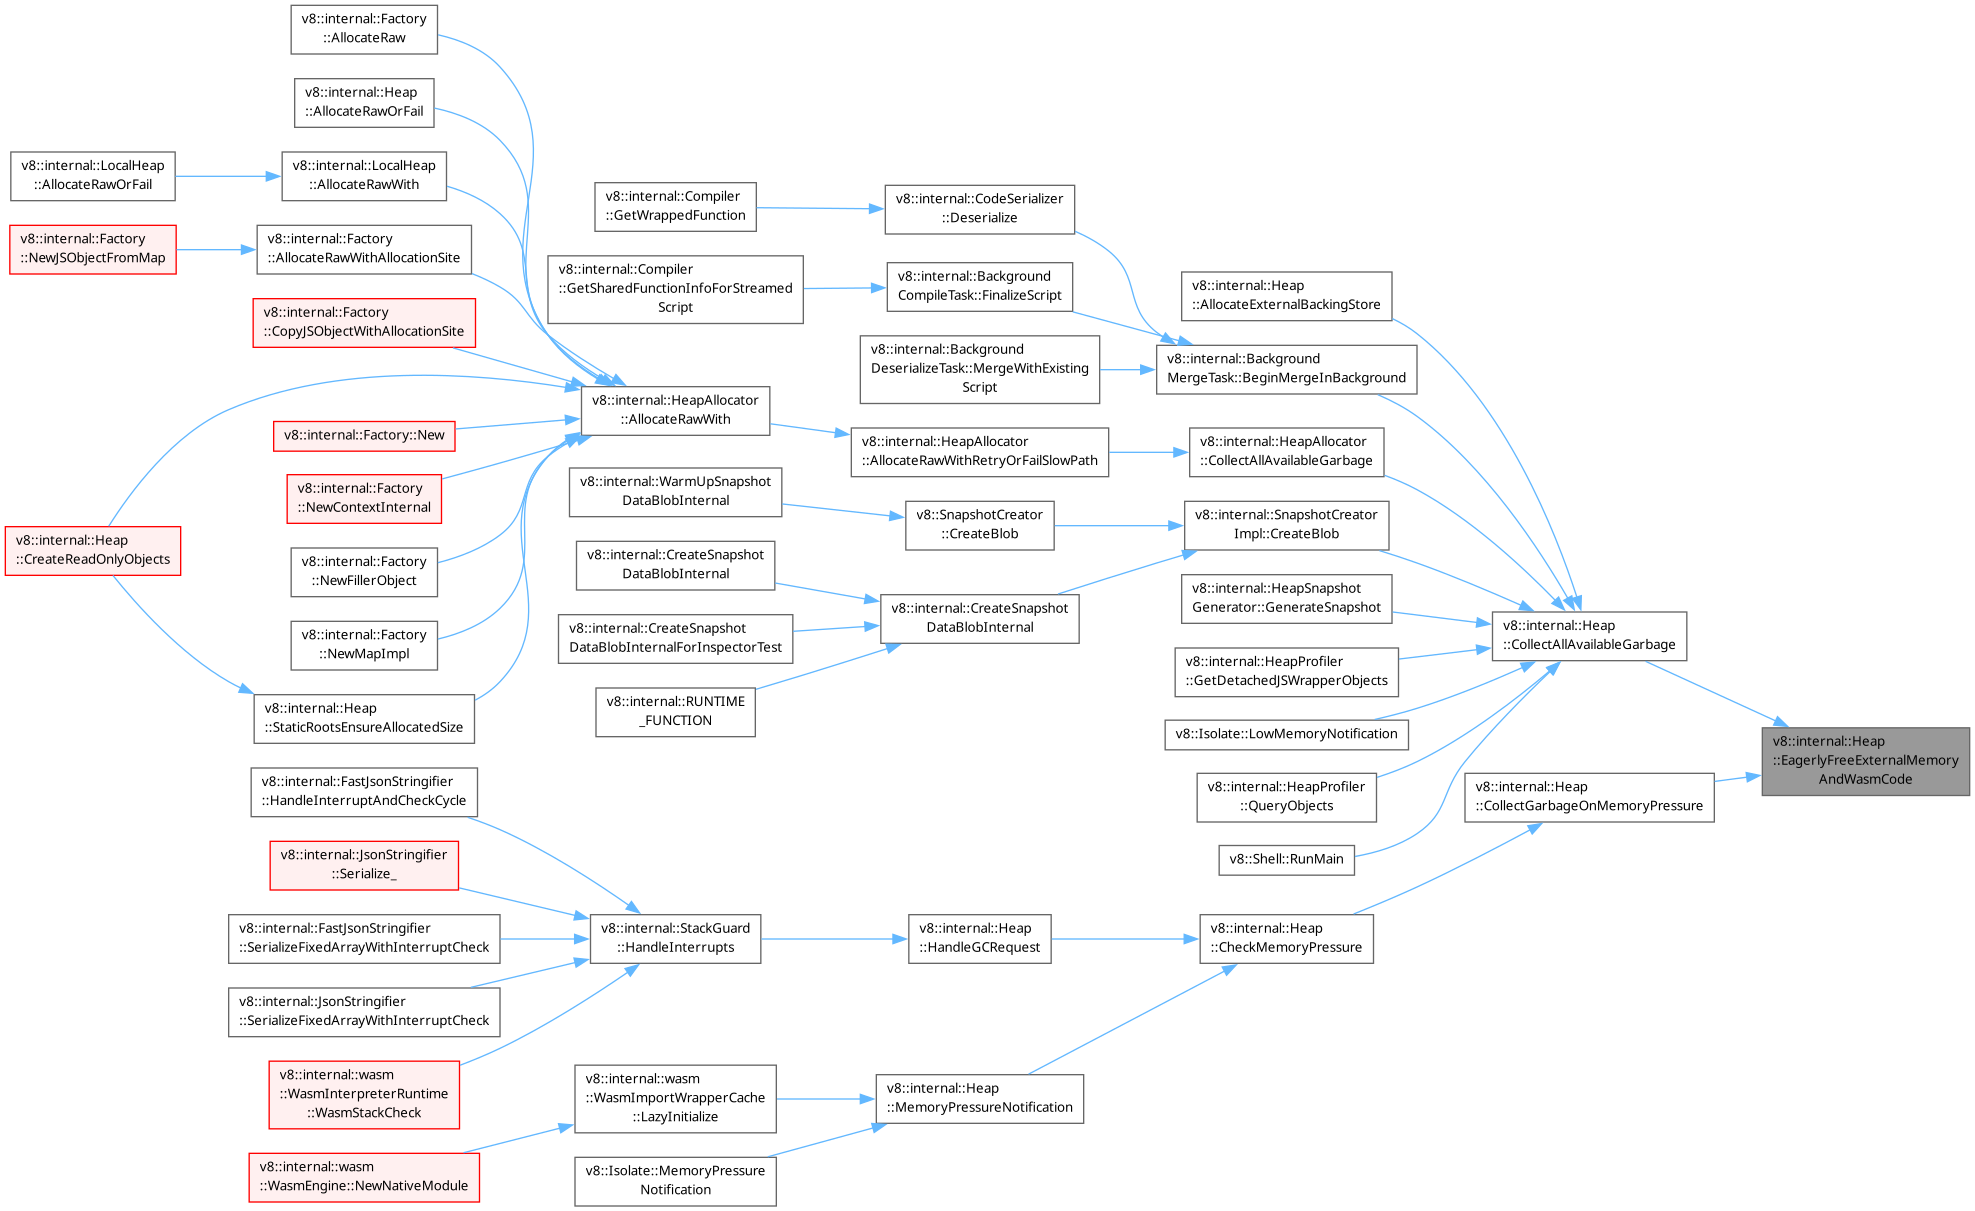 v8::internal::Factory
::AllocateRaw
v8::internal::Heap
::AllocateRawOrFail
v8::internal::LocalHeap
::AllocateRawOrFail
v8::internal::LocalHeap
::AllocateRawWith
v8::internal::Factory
::NewJSObjectFromMap
v8::internal::Factory
::AllocateRawWithAllocationSite
v8::internal::Factory
::CopyJSObjectWithAllocationSite
v8::internal::Factory::New
v8::internal::Factory
::NewContextInternal
v8::internal::Heap
::CreateReadOnlyObjects
v8::internal::Factory
::NewFillerObject
v8::internal::Factory
::NewMapImpl
v8::internal::Heap
::StaticRootsEnsureAllocatedSize
v8::internal::FastJsonStringifier
::HandleInterruptAndCheckCycle
v8::internal::JsonStringifier
::Serialize_
v8::internal::FastJsonStringifier
::SerializeFixedArrayWithInterruptCheck
v8::internal::JsonStringifier
::SerializeFixedArrayWithInterruptCheck
v8::internal::wasm
::WasmInterpreterRuntime
::WasmStackCheck
v8::internal::wasm
::WasmEngine::NewNativeModule
v8::internal::Compiler
::GetWrappedFunction
v8::internal::Compiler
::GetSharedFunctionInfoForStreamed
Script
v8::internal::HeapAllocator
::AllocateRawWith
v8::internal::WarmUpSnapshot
DataBlobInternal
v8::internal::CreateSnapshot
DataBlobInternal
v8::internal::CreateSnapshot
DataBlobInternalForInspectorTest
v8::internal::RUNTIME
_FUNCTION
v8::internal::StackGuard
::HandleInterrupts
v8::internal::wasm
::WasmImportWrapperCache
::LazyInitialize
v8::Isolate::MemoryPressure
Notification
v8::internal::CodeSerializer
::Deserialize
v8::internal::Background
CompileTask::FinalizeScript
v8::internal::Background
DeserializeTask::MergeWithExisting
Script
v8::internal::HeapAllocator
::AllocateRawWithRetryOrFailSlowPath
v8::SnapshotCreator
::CreateBlob
v8::internal::CreateSnapshot
DataBlobInternal
v8::internal::Heap
::HandleGCRequest
v8::internal::Heap
::MemoryPressureNotification
v8::internal::Heap
::AllocateExternalBackingStore
v8::internal::Background
MergeTask::BeginMergeInBackground
v8::internal::HeapAllocator
::CollectAllAvailableGarbage
v8::internal::SnapshotCreator
Impl::CreateBlob
v8::internal::HeapSnapshot
Generator::GenerateSnapshot
v8::internal::HeapProfiler
::GetDetachedJSWrapperObjects
v8::Isolate::LowMemoryNotification
v8::internal::HeapProfiler
::QueryObjects
v8::Shell::RunMain
v8::internal::Heap
::CheckMemoryPressure
v8::internal::Heap
::CollectAllAvailableGarbage
v8::internal::Heap
::CollectGarbageOnMemoryPressure
v8::internal::Heap
::EagerlyFreeExternalMemory
AndWasmCode